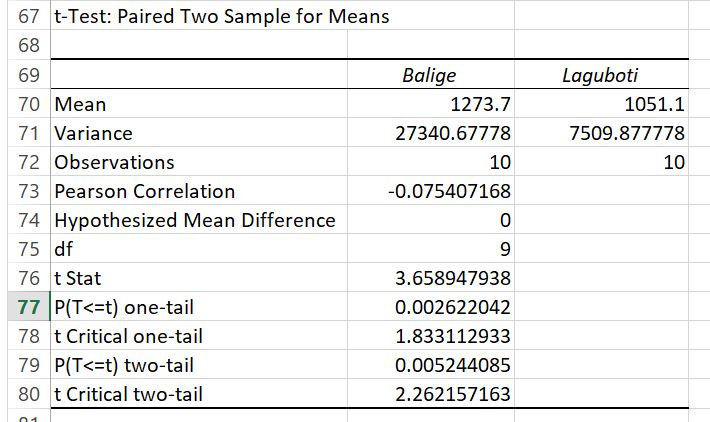 67 t-Test: Paired Two Sample for Means
68
69 Balige Laguboti
70 Mean 1273.7 1051.1
71 Variance 27340.67778 7509.877778
72 Observations 10 10
73 Pearson Correlation -0.075407168
74 Hypothesized Mean Difference 0
75 df 9
76 t Stat 3.658947938
77 P(T<=t) one-tail 0.002622042
78 t Critical one-tail 1.833112933
79 P(T<=t) two-tail 0.005244085
80 t Critical two-tail 2.262157163